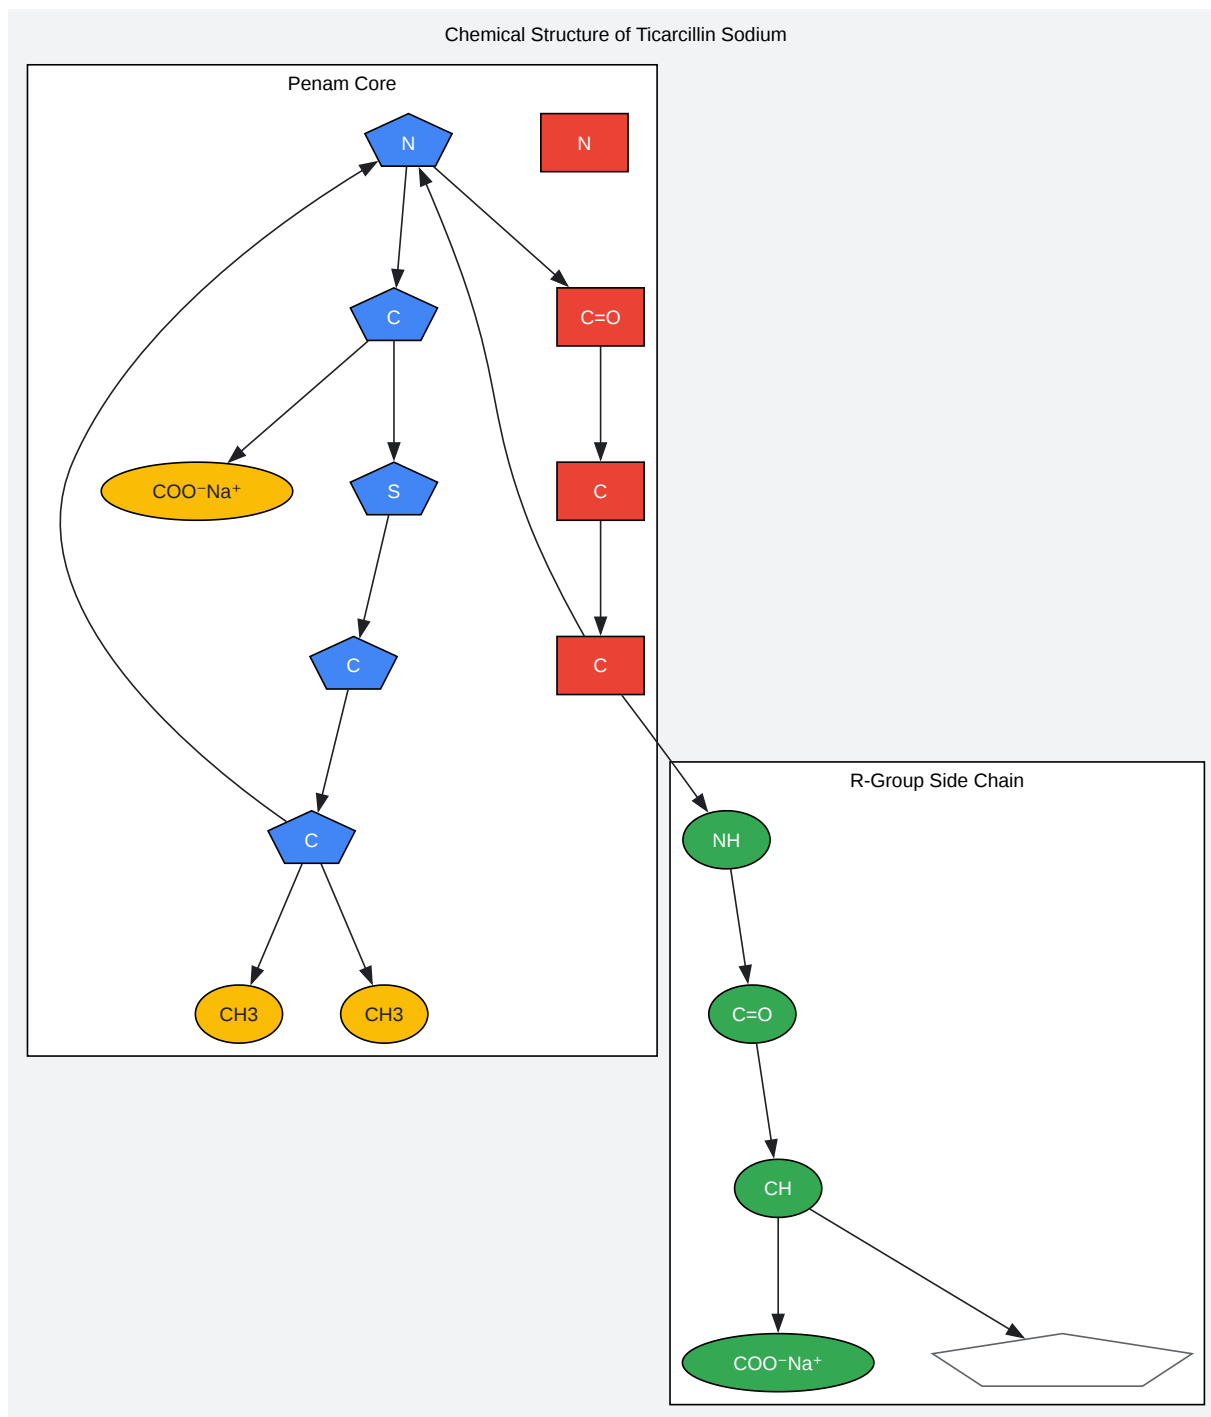 Chemical Structure of Ticarcillin Sodium
Penam Core
N
N
C
C=O
COO⁻Na⁺
S
C
C
C
C
CH3
CH3
R-Group Side Chain
NH
C=O
CH
COO⁻Na⁺